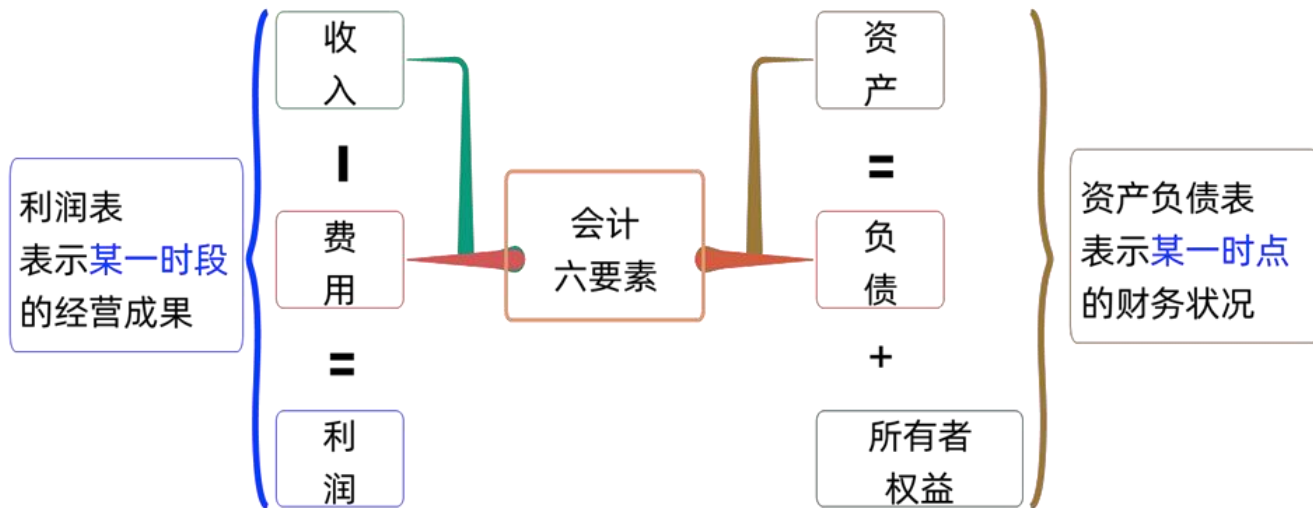 利润表
表示某一时段
的经营成果
收
入
-
费
用
=
利
润
会计
六要素
资
产
=
负
债
+
所有者
权益
资产负债表
表示某一时点
的财务状况